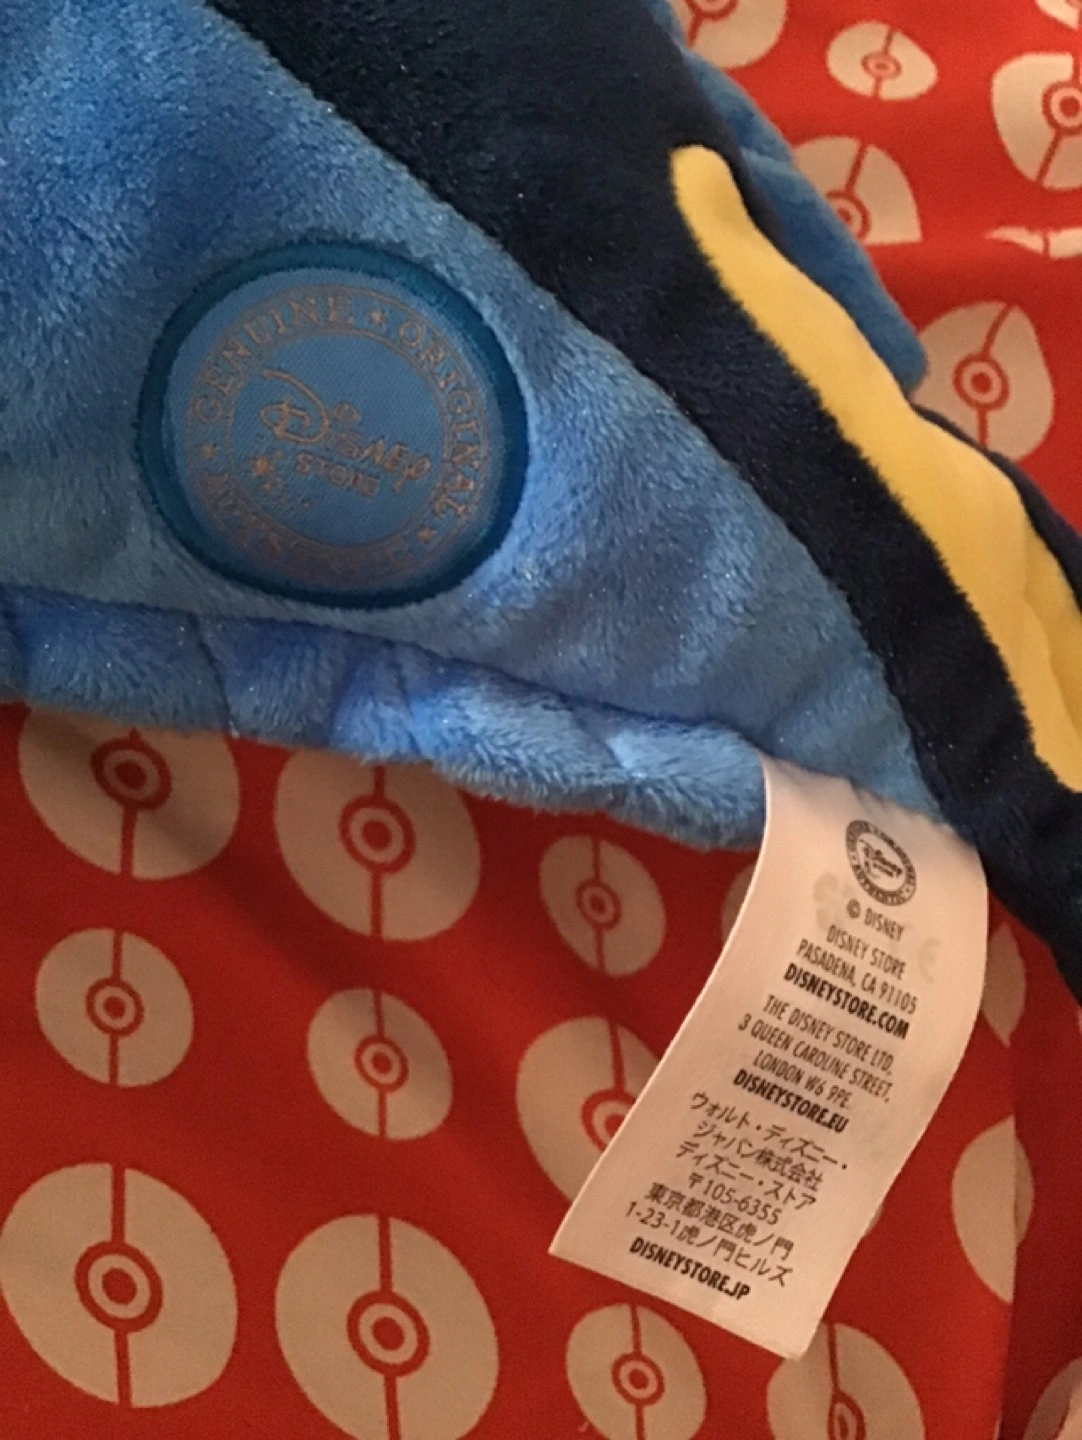 GENUINE ★ ORIGINAL
Disney
STORE
© DISNEY
DISNEY STORE
PASADENA, CA 91105
DISNEYSTORE.COM
THE DISNEY STORE LTD.
3 QUEEN CAROLINE STREET,
LONDON W6 9PE.
DISNEYSTORE.EU
ウォルト・ディズニー・
ジャパン株式会社
ディズニー・ストア
〒105-6355
東京都港区虎ノ門
1-23-1虎ノ門ヒルズ
DISNEYSTORE.JP